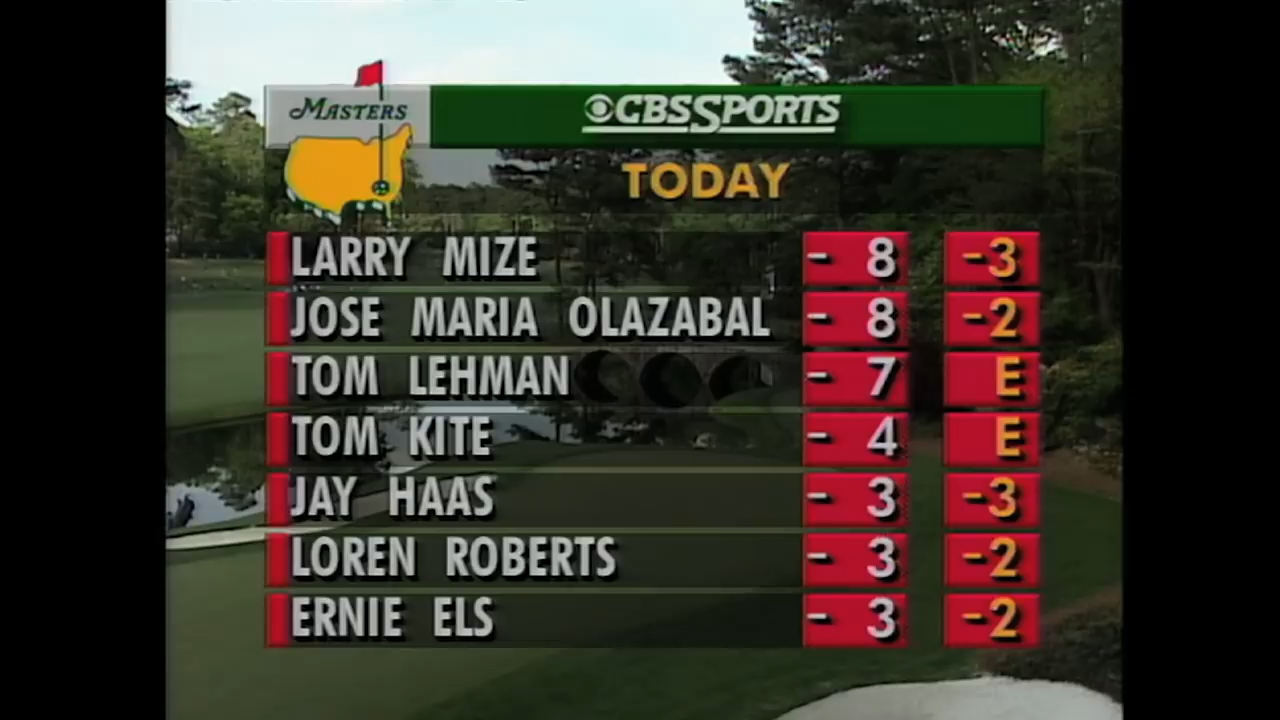 MASTERS CBS SPORTS
TODAY
LARRY MIZE - 8 -3
JOSE MARIA OLAZABAL - 8 -2
TOM LEHMAN - 7 E
TOM KITE - 4 E
JAY HAAS - 3 -3
LOREN ROBERTS - 3 -2
ERNIE ELS - 3 -2